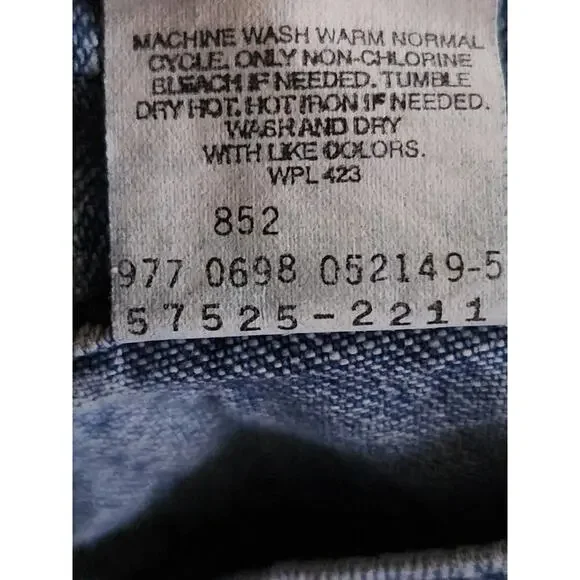 MACHINE WASH WARM NORMAL
CYCLE. ONLY NON-CHLORINE
BLEACH IF NEEDED. TUMBLE
DRY HOT. HOT IRON IF NEEDED.
WASH AND DRY
WITH LIKE COLORS.
WPL 423
852
977 0698 052149-5
57525-2211